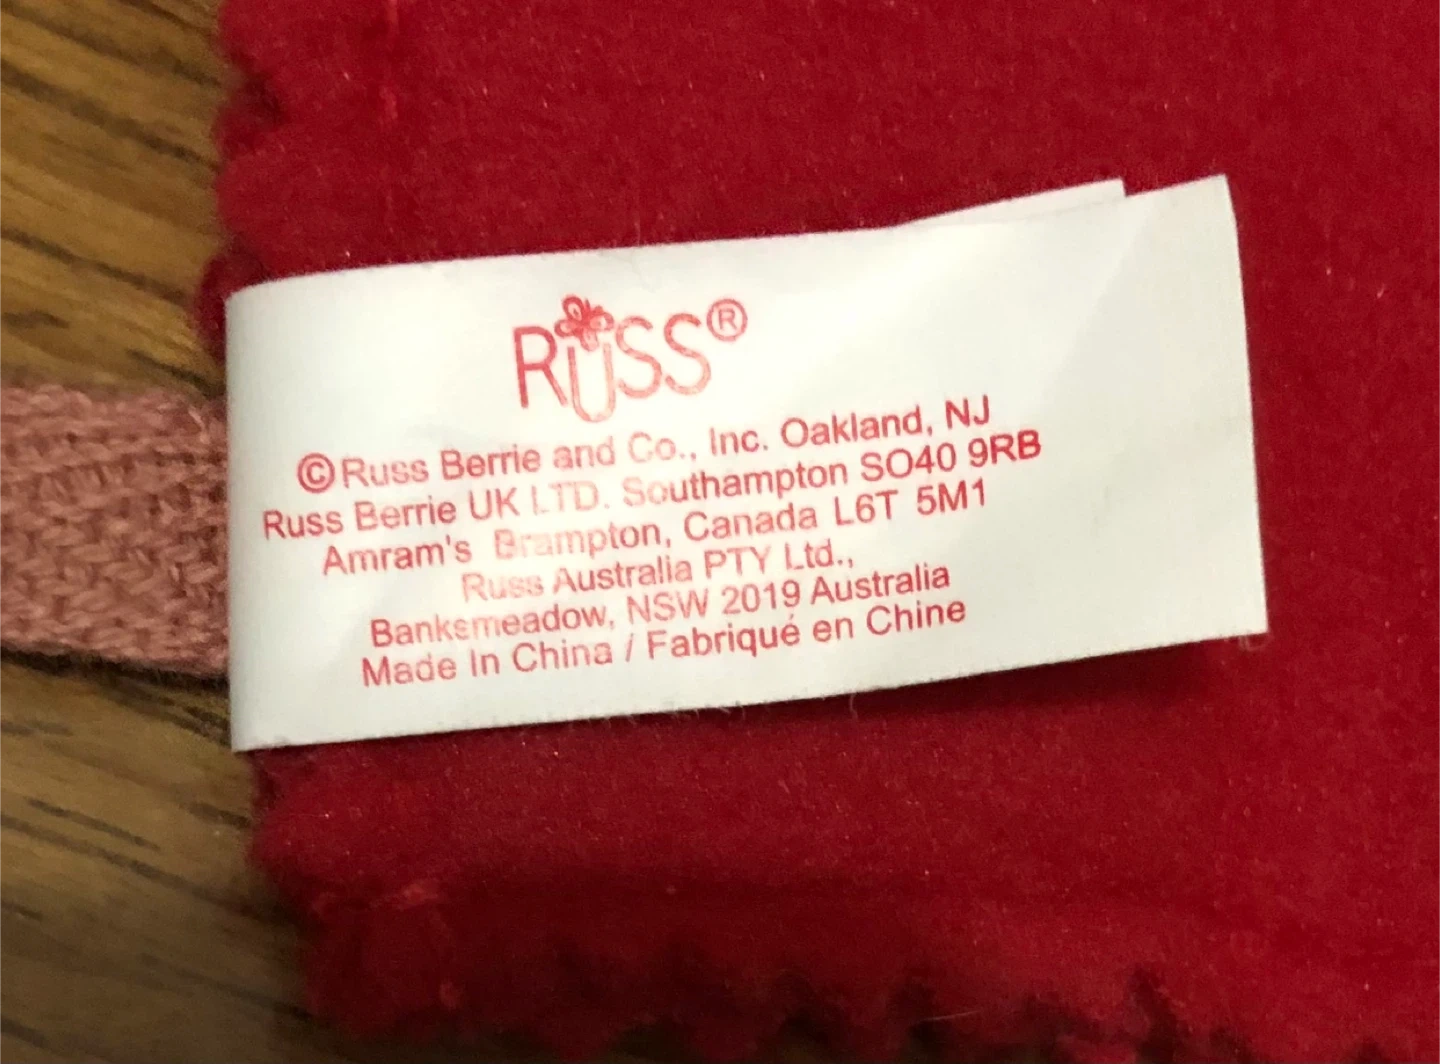 RUSS®
©Russ Berrie and Co., Inc. Oakland, NJ
Russ Berrie UK LTD. Southampton SO40 9RB
Amram's Brampton, Canada L6T 5M1
Russ Australia PTY Ltd.,
Banksmeadow, NSW 2019 Australia
Made In China / Fabriqué en Chine